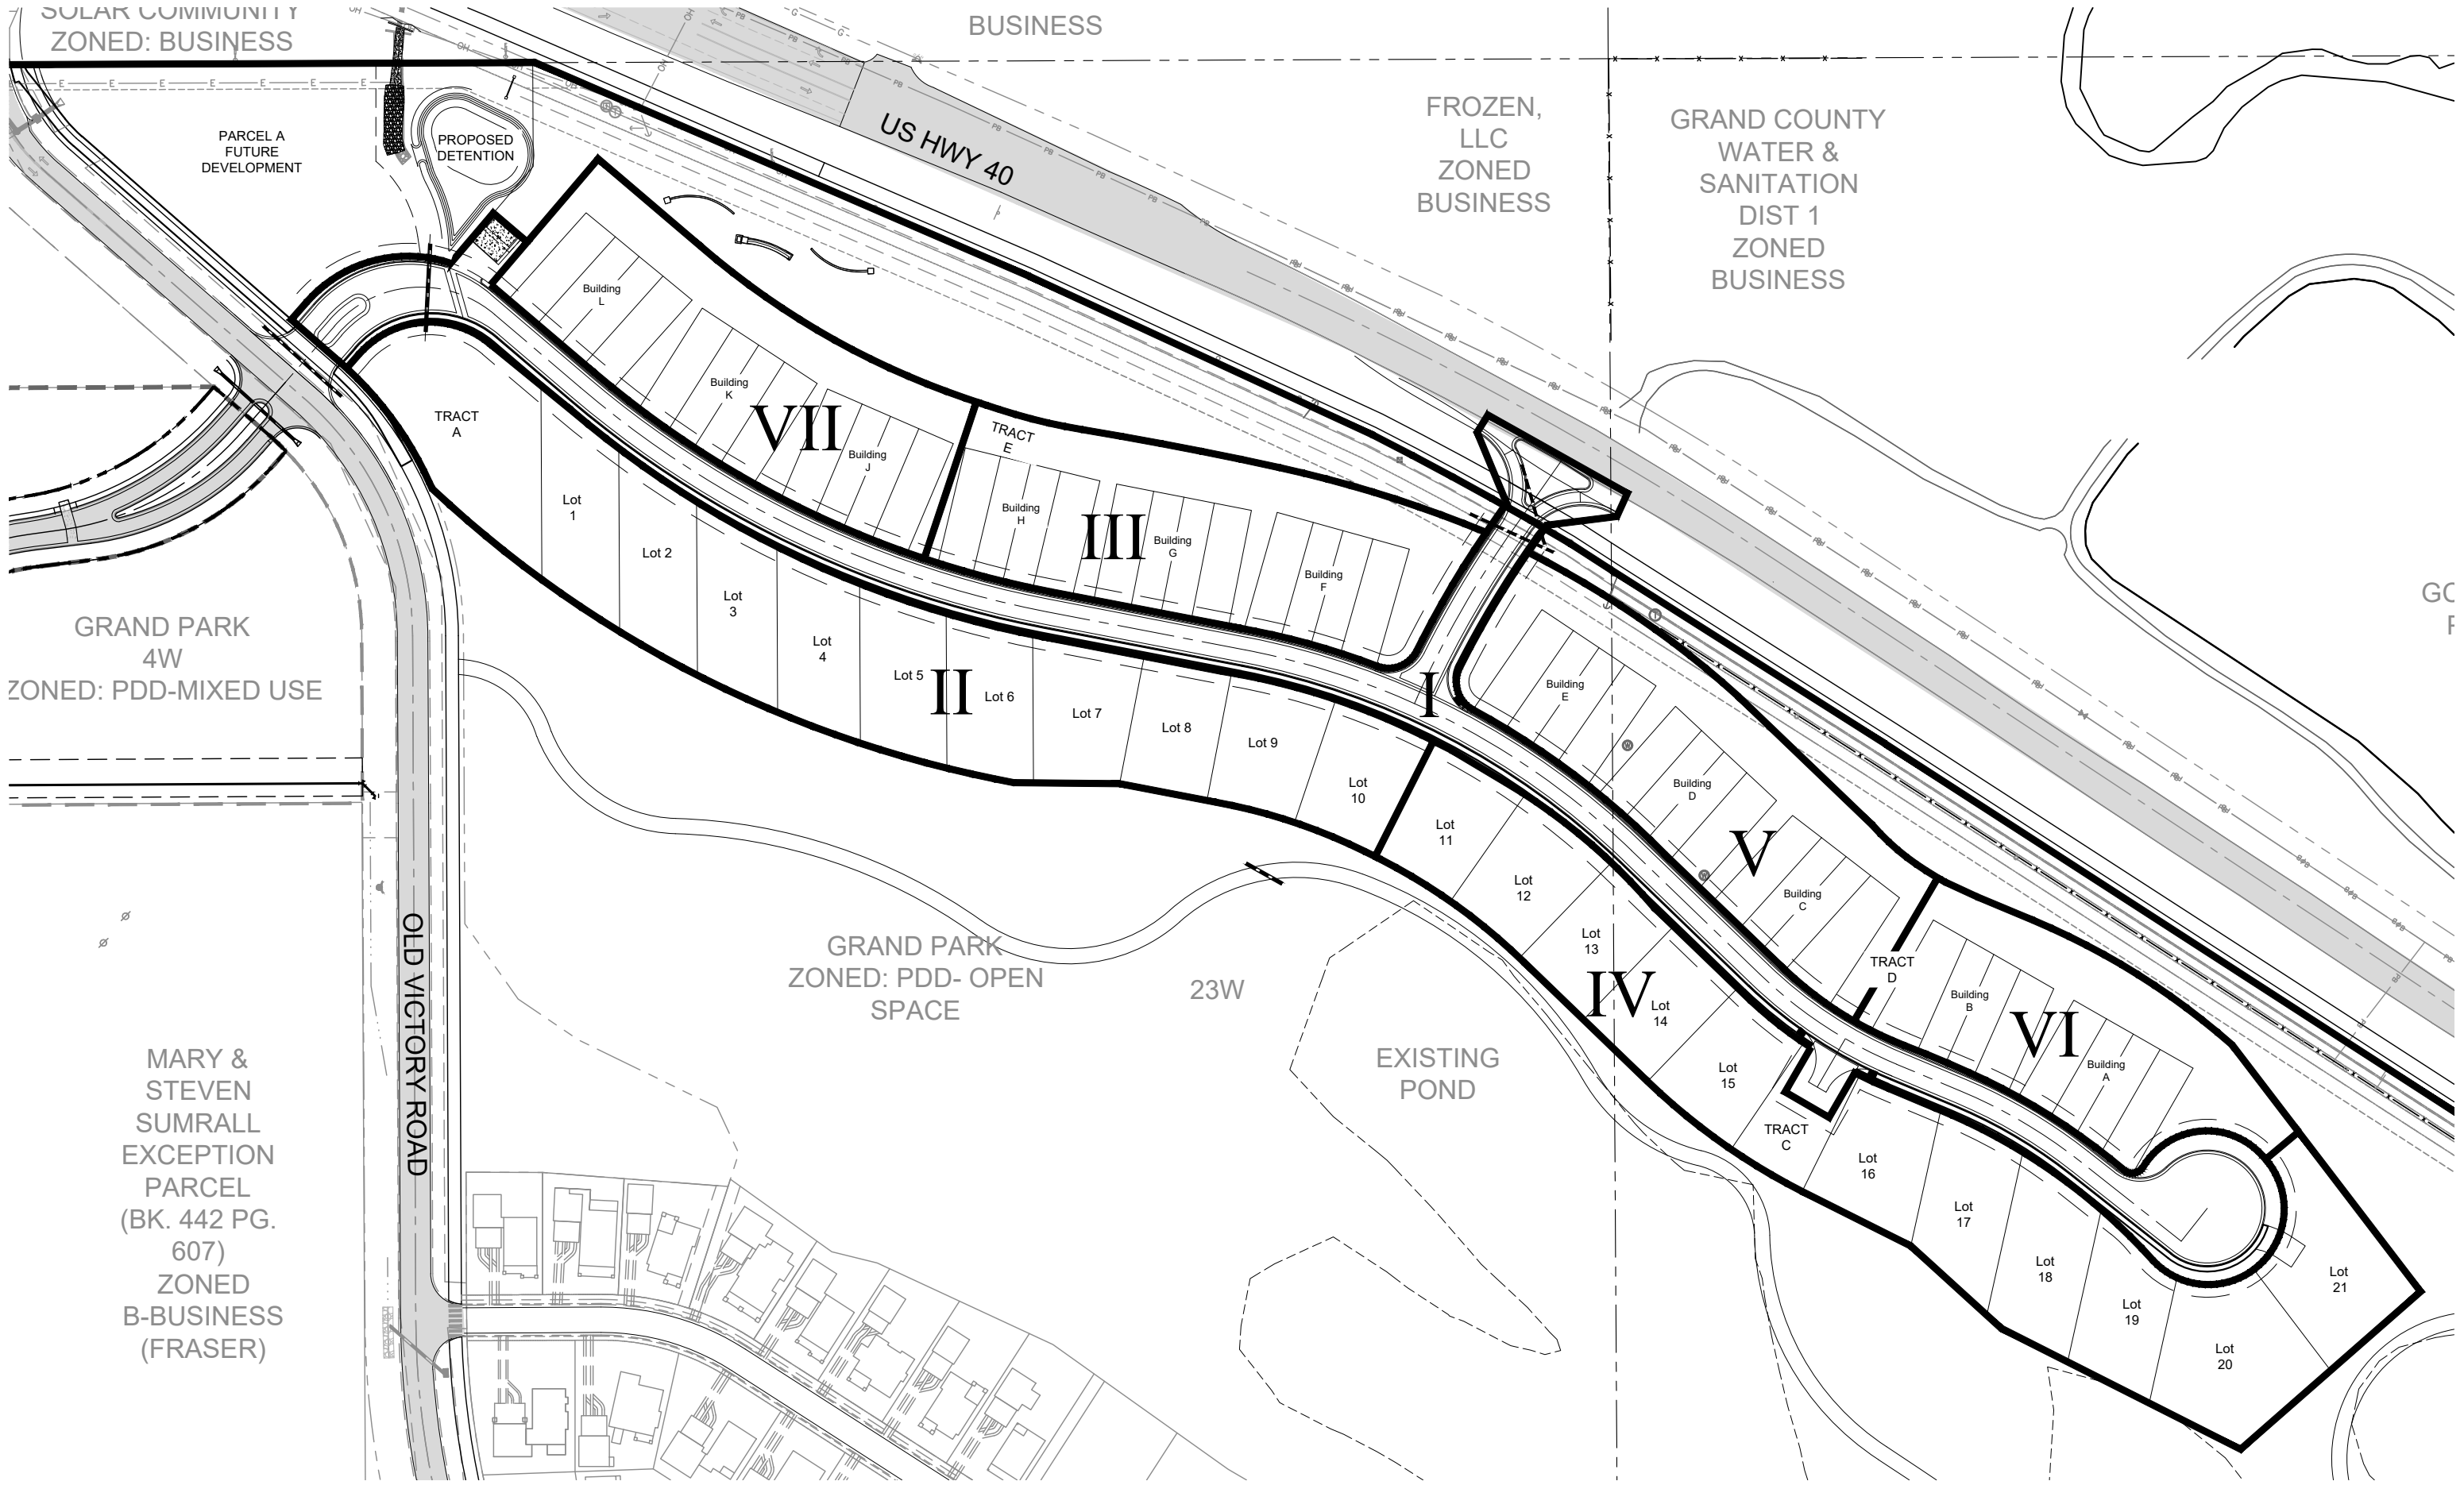 SOLAR COMMUNITY
ZONED: BUSINESS
BUSINESS
PARCEL A
FUTURE
DEVELOPMENT
PROPOSED
DETENTION
US HWY 40
FROZEN,
LLC
ZONED
BUSINESS
GRAND COUNTY
WATER &
SANITATION
DIST 1
ZONED
BUSINESS
Building
L
Building
K
VII
Building
J
TRACT
A
TRACT
E
Building
H
III
Building
G
Building
F
Lot
1
Lot 2
Lot
3
Lot
4
Lot 5
II
Lot 6
Lot 7
Lot 8
Lot 9
Lot
10
I
GRAND PARK
4W
ZONED: PDD-MIXED USE
Building
E
Building
D
V
Building
C
Lot
11
Lot
12
Lot
13
IV
Lot
14
Lot
15
TRACT
D
Building
B
VI
Building
A
TRACT
C
Lot
16
Lot
17
Lot
18
Lot
19
Lot
20
Lot
21
OLD VICTORY ROAD
GRAND PARK
ZONED: PDD- OPEN
SPACE
23W
EXISTING
POND
MARY &
STEVEN
SUMRALL
EXCEPTION
PARCEL
(BK. 442 PG.
607)
ZONED
B-BUSINESS
(FRASER)